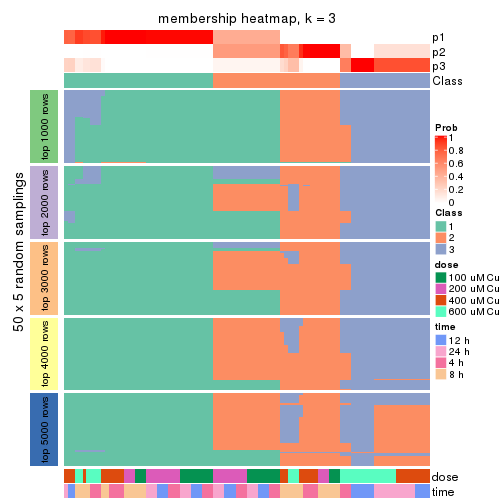 membership heatmap, k = 3
p1
p2
p3
Class
50 x 5 random samplings
top 1000 rows
top 2000 rows
top 3000 rows
top 4000 rows
top 5000 rows
Prob
1
0.8
0.6
0.4
0.2
0
Class
1
2
3
dose
100 uM Cu
200 uM Cu
400 uM Cu
600 uM Cu
time
12 h
24 h
4 h
8 h
dose
time